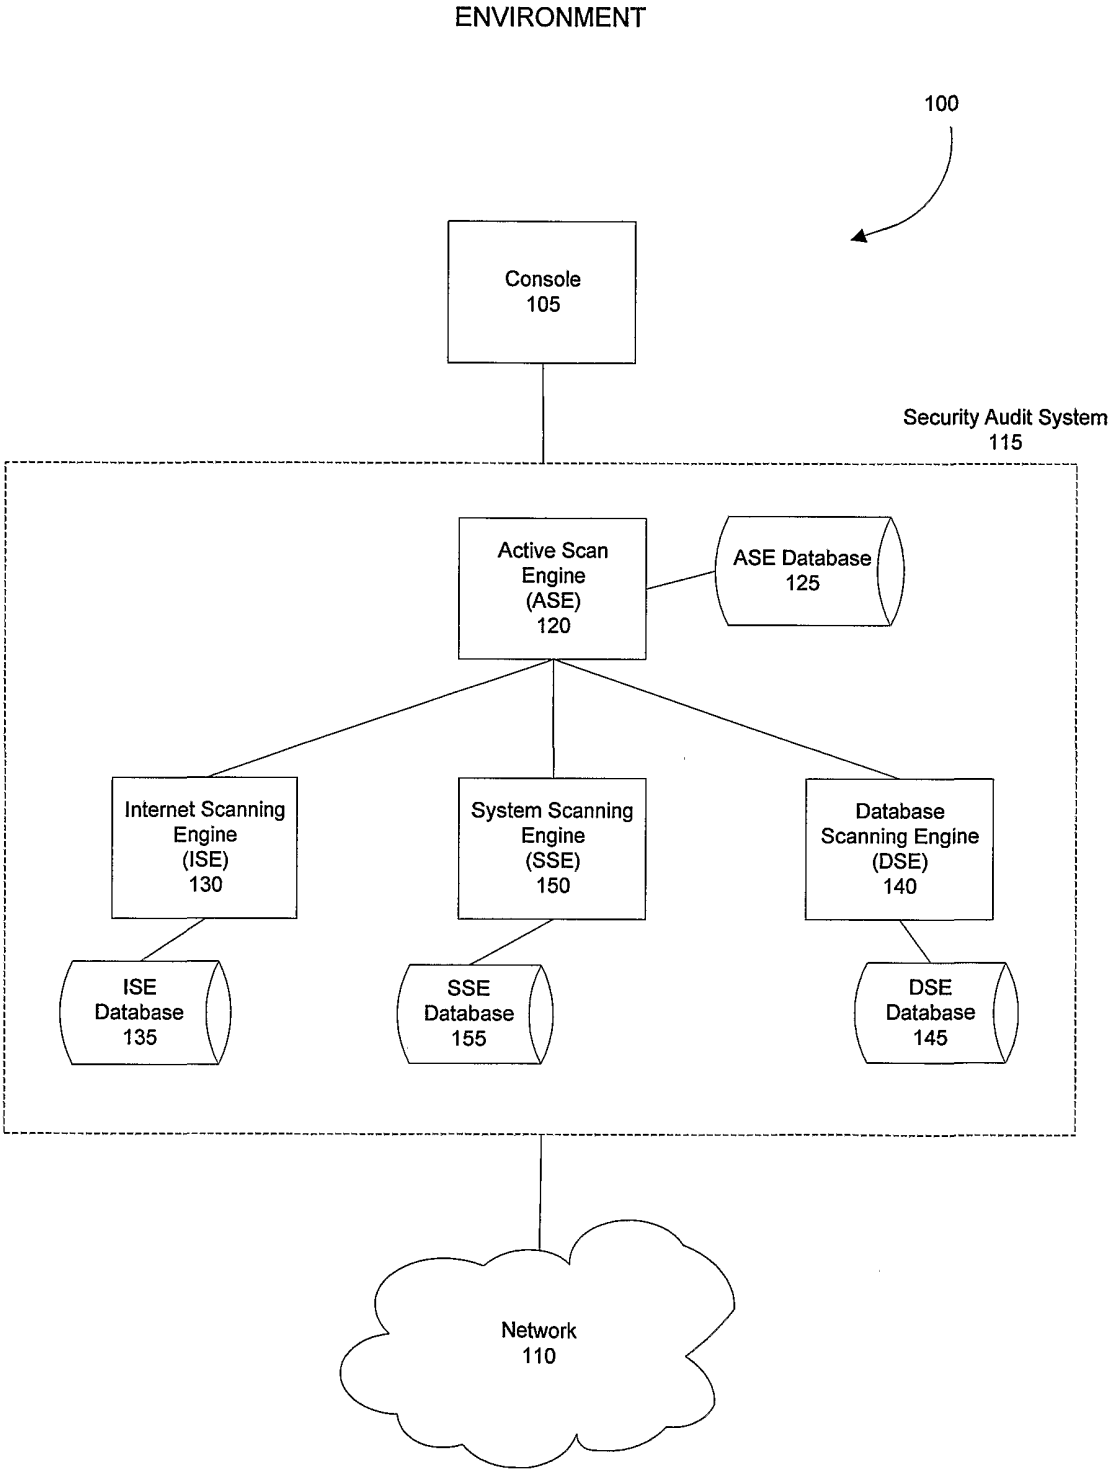 ENVIRONMENT
100
Console
105
Security Audit System
115
Active Scan
Engine
(ASE)
120
ASE Database
125
Internet Scanning
Engine
(ISE)
130
System Scanning
Engine
(SSE)
150
Database
Scanning Engine
(DSE)
140
ISE
Database
135
SSE
Database
155
DSE
Database
145
Network
110